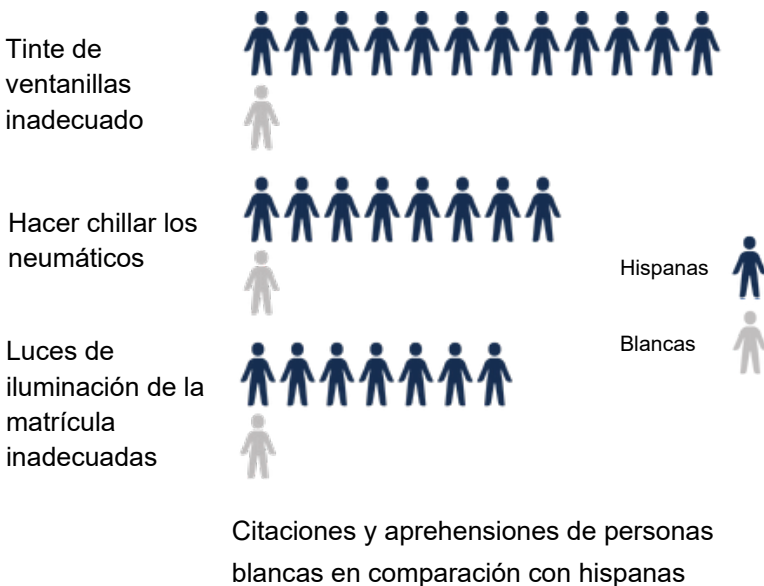 Tinte de
ventanillas
inadecuado
Hacer chillar los
neumáticos
Hispanas
Blancas
Luces de
iluminación de la
matrícula
inadecuadas
Citaciones y aprehensiones de personas
blancas en comparación con hispanas